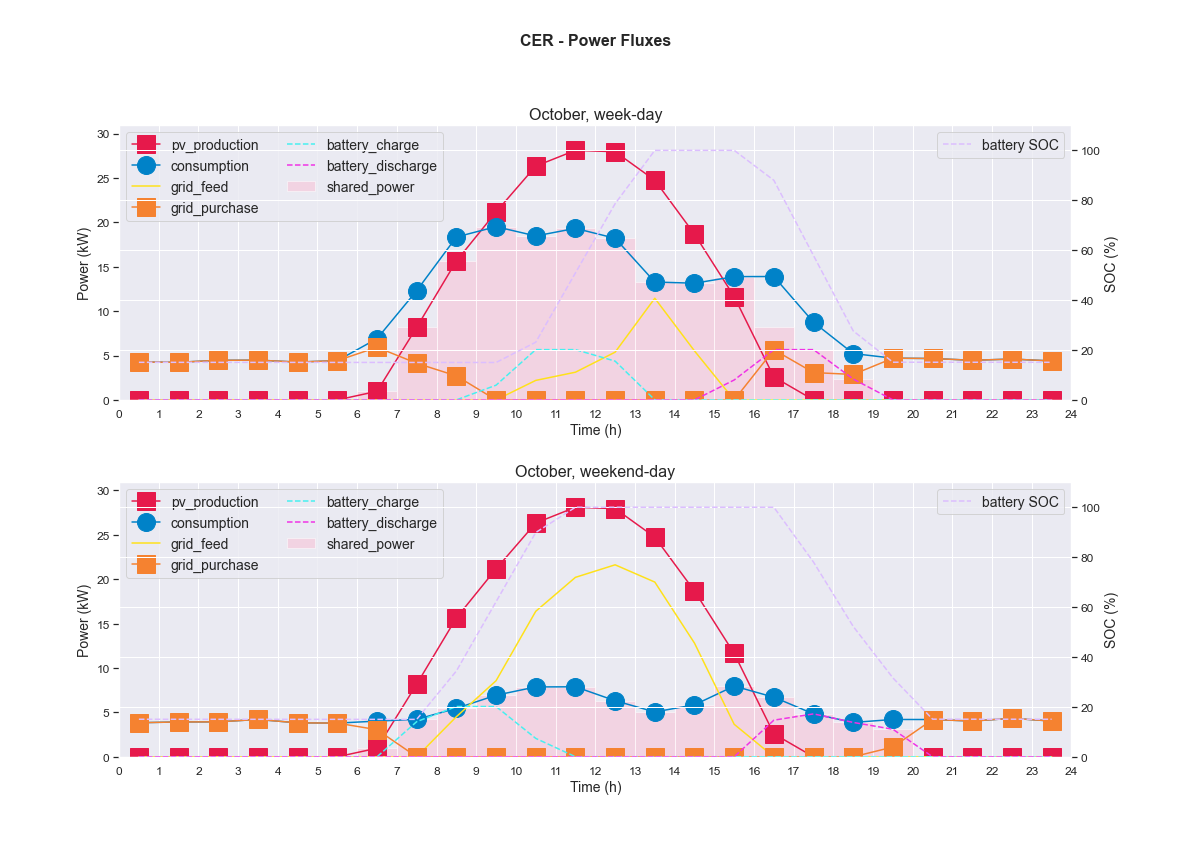 CER - Power Fluxes
October, week-day
pv_production
consumption
grid_feed
grid_purchase
battery_charge
battery_discharge
shared_power
battery SOC
Power (kW)
30
25
20
15
10
5
0
SOC (%)
100
80
60
40
20
0
0 1 2 3 4 5 6 7 8 9 10 11 12 13 14 15 16 17 18 19 20 21 22 23 24
Time (h)
October, weekend-day
pv_production
consumption
grid_feed
grid_purchase
battery_charge
battery_discharge
shared_power
battery SOC
Power (kW)
30
25
20
15
10
5
0
SOC (%)
100
80
60
40
20
0
0 1 2 3 4 5 6 7 8 9 10 11 12 13 14 15 16 17 18 19 20 21 22 23 24
Time (h)